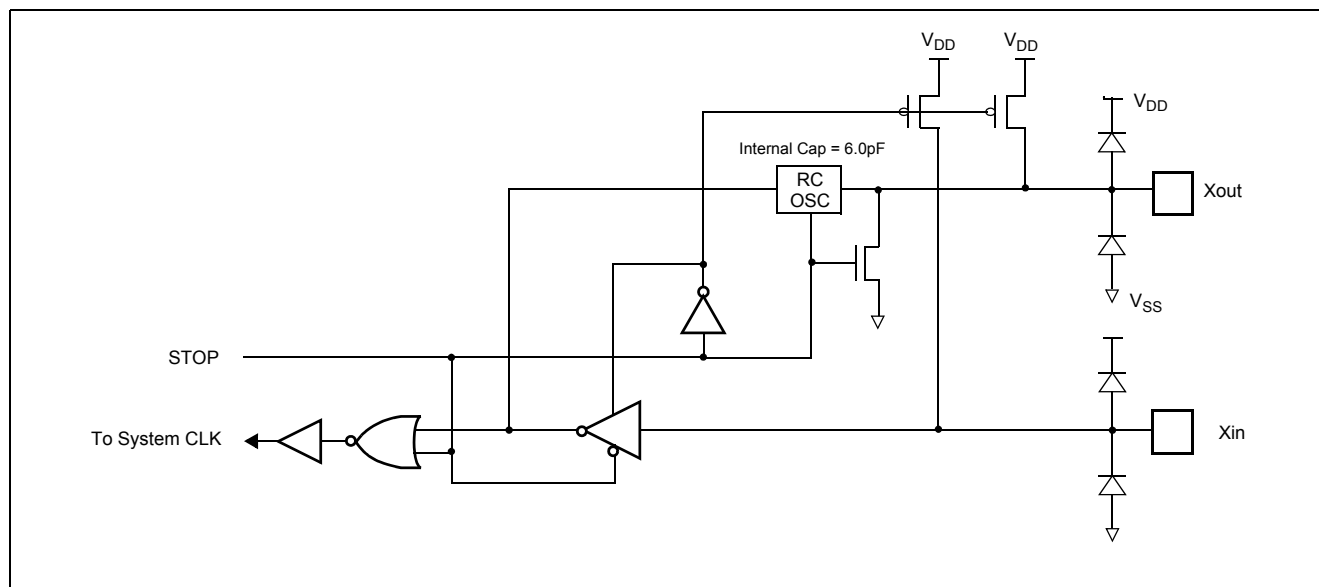 VDD
VDD
VDD
Internal Cap = 6.0pF
RC
OSC
Xout
VSS
STOP
To System CLK
Xin